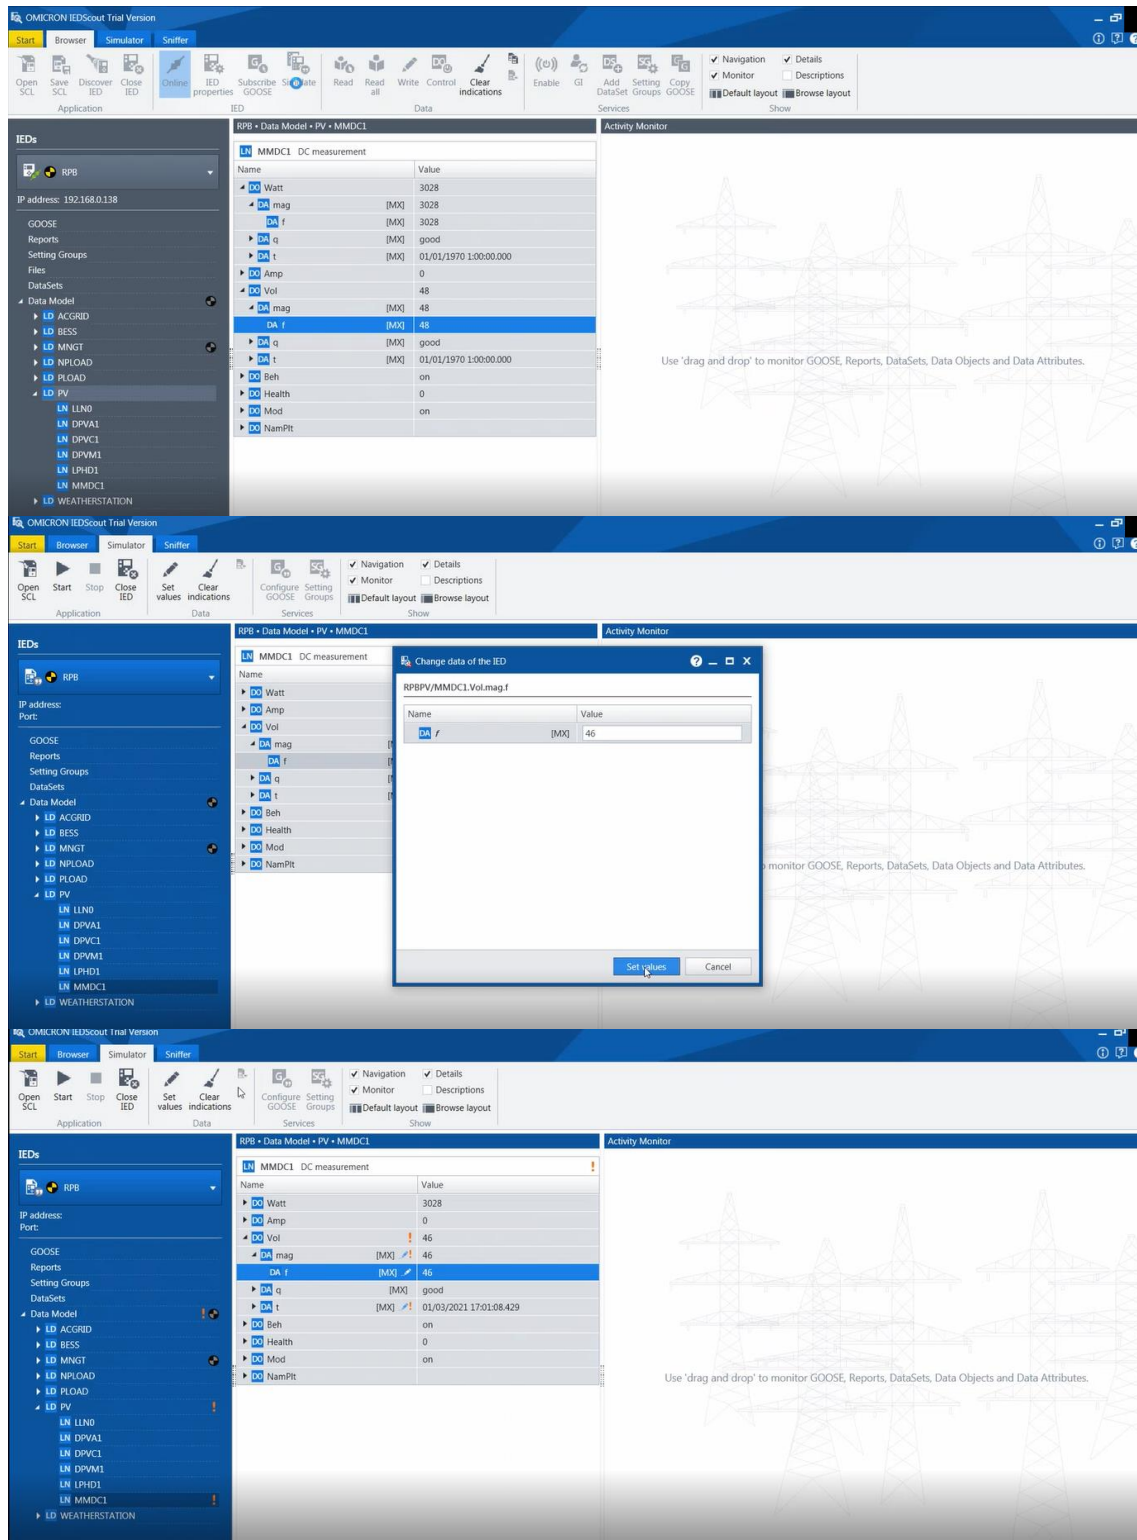 OMICRON IEDScout Trial Version
Start Browser Simulator Sniffer
Open SCL Save SCL Discover IED Close IED
Application
Online IED properties Subscribe GOOSE
IED
Read Read all Write Control Clear indications
Data
Enable GI Add DataSet Setting Groups Copy GOOSE
Services
Navigation Details
Monitor Descriptions
Default layout Browse layout
Show
IEDs
RPB
IP address: 192.168.0.138
GOOSE
Reports
Setting Groups
Files
DataSets
Data Model
LD ACGRID
LD BESS
LD MNGT
LD NPLOAD
LD PLOAD
LD PV
LN LLN0
LN DPVA1
LN DPVC1
LN DPVM1
LN LPHD1
LN MMDC1
LD WEATHERSTATION
RPB • Data Model • PV • MMDC1
LN MMDC1 DC measurement
Name Value
DO Watt 3028
DA mag [MX] 3028
DA f [MX] 3028
DA q [MX] good
DA t [MX] 01/01/1970 1:00:00.000
DO Amp 0
DO Vol 48
DA mag [MX] 48
DA f [MX] 48
DA q [MX] good
DA t [MX] 01/01/1970 1:00:00.000
DO Beh on
DO Health 0
DO Mod on
DO NamPlt
Activity Monitor
Use 'drag and drop' to monitor GOOSE, Reports, DataSets, Data Objects and Data Attributes.
OMICRON IEDScout Trial Version
Start Browser Simulator Sniffer
Open SCL Start Stop Close IED
Application
Set values Clear indications
Data
Configure GOOSE Setting Groups
Services
Navigation Details
Monitor Descriptions
Default layout Browse layout
Show
IEDs
RPB
IP address:
Port:
GOOSE
Reports
Setting Groups
DataSets
Data Model
LD ACGRID
LD BESS
LD MNGT
LD NPLOAD
LD PLOAD
LD PV
LN LLN0
LN DPVA1
LN DPVC1
LN DPVM1
LN LPHD1
LN MMDC1
LD WEATHERSTATION
RPB • Data Model • PV • MMDC1
LN MMDC1 DC measurement
Name
DO Watt
DO Amp
DO Vol
DA mag
DA f
DA q
DA t
DO Beh
DO Health
DO Mod
DO NamPlt
Change data of the IED
RPBPV/MMDC1.Vol.mag.f
Name Value
DA f [MX] 46
Set values Cancel
Activity Monitor
monitor GOOSE, Reports, DataSets, Data Objects and Data Attributes.
OMICRON IEDScout Trial Version
Start Browser Simulator Sniffer
Open SCL Start Stop Close IED
Application
Set values Clear indications
Data
Configure GOOSE Setting Groups
Services
Navigation Details
Monitor Descriptions
Default layout Browse layout
Show
IEDs
RPB
IP address:
Port:
GOOSE
Reports
Setting Groups
DataSets
Data Model !
LD ACGRID
LD BESS
LD MNGT
LD NPLOAD
LD PLOAD
LD PV !
LN LLN0
LN DPVA1
LN DPVC1
LN DPVM1
LN LPHD1
LN MMDC1 !
LD WEATHERSTATION
RPB • Data Model • PV • MMDC1
LN MMDC1 DC measurement !
Name Value
DO Watt 3028
DO Amp 0
DO Vol ! 46
DA mag [MX] ! 46
DA f [MX] 46
DA q [MX] good
DA t [MX] ! 01/03/2021 17:01:08.429
DO Beh on
DO Health 0
DO Mod on
DO NamPlt
Activity Monitor
Use 'drag and drop' to monitor GOOSE, Reports, DataSets, Data Objects and Data Attributes.